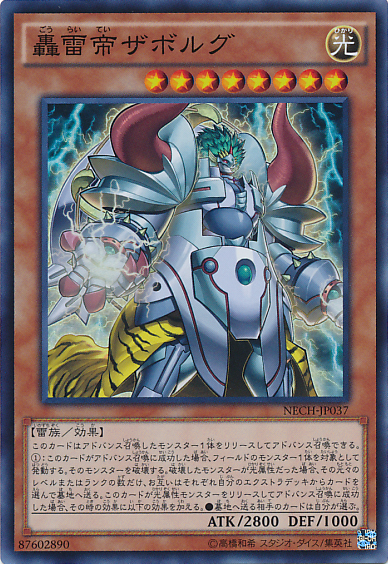 轟雷帝ザボルグ
光
NECH-JP037
【雷族/効果】
このカードはアドバンス召喚したモンスター1体をリリースしてアドバンス召喚できる。
①:このカードがアドバンス召喚に成功した場合、フィールドのモンスター1体を対象として
発動する。そのモンスターを破壊する。破壊したモンスターが光属性だった場合、その元々の
レベルまたはランクの数だけ、お互いはそれぞれ自分のエクストラデッキからカードを
選んで墓地へ送る。このカードが光属性モンスターをリリースしてアドバンス召喚に成功
した場合、その時の効果に以下の効果を加える。●墓地へ送る相手のカードは自分が選ぶ。
ATK/2800 DEF/1000
87602890
©高橋和希 スタジオ・ダイス/集英社